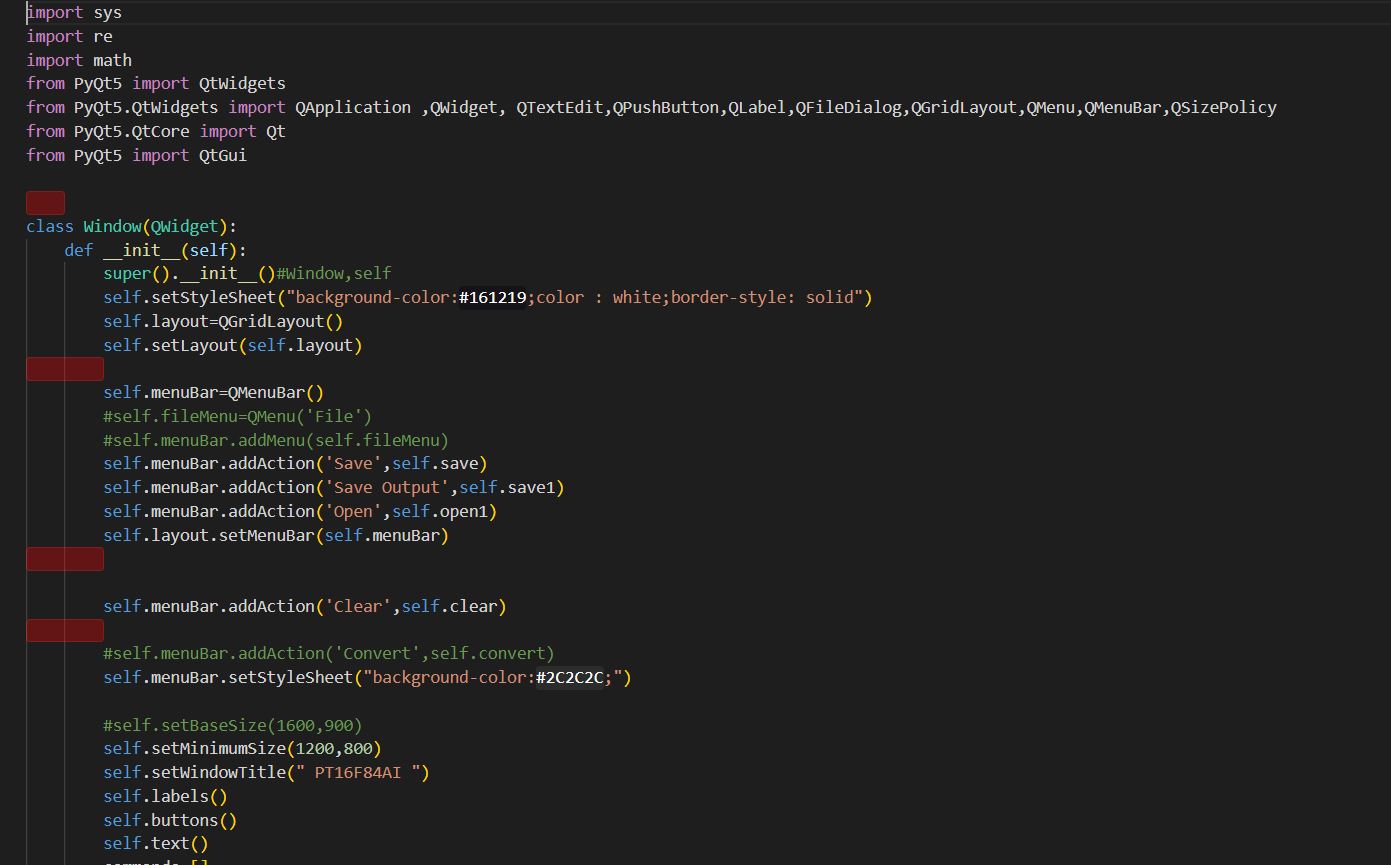 import sys
import re
import math
from PyQt5 import QtWidgets
from PyQt5.QtWidgets import QApplication ,QWidget, QTextEdit,QPushButton,QLabel,QFileDialog,QGridLayout,QMenu,QMenuBar,QSizePolicy
from PyQt5.QtCore import Qt
from PyQt5 import QtGui
class Window(QWidget):
    def __init__(self):
        super().__init__()#Window,self
        self.setStyleSheet("background-color:#161219;color : white;border-style: solid")
        self.layout=QGridLayout()
        self.setLayout(self.layout)
        self.menuBar=QMenuBar()
        #self.fileMenu=QMenu('File')
        #self.menuBar.addMenu(self.fileMenu)
        self.menuBar.addAction('Save',self.save)
        self.menuBar.addAction('Save Output',self.save1)
        self.menuBar.addAction('Open',self.open1)
        self.layout.setMenuBar(self.menuBar)
        self.menuBar.addAction('Clear',self.clear)
        #self.menuBar.addAction('Convert',self.convert)
        self.menuBar.setStyleSheet("background-color:#2C2C2C;")
        #self.setBaseSize(1600,900)
        self.setMinimumSize(1200,800)
        self.setWindowTitle(" PT16F84AI ")
        self.labels()
        self.buttons()
        self.text()